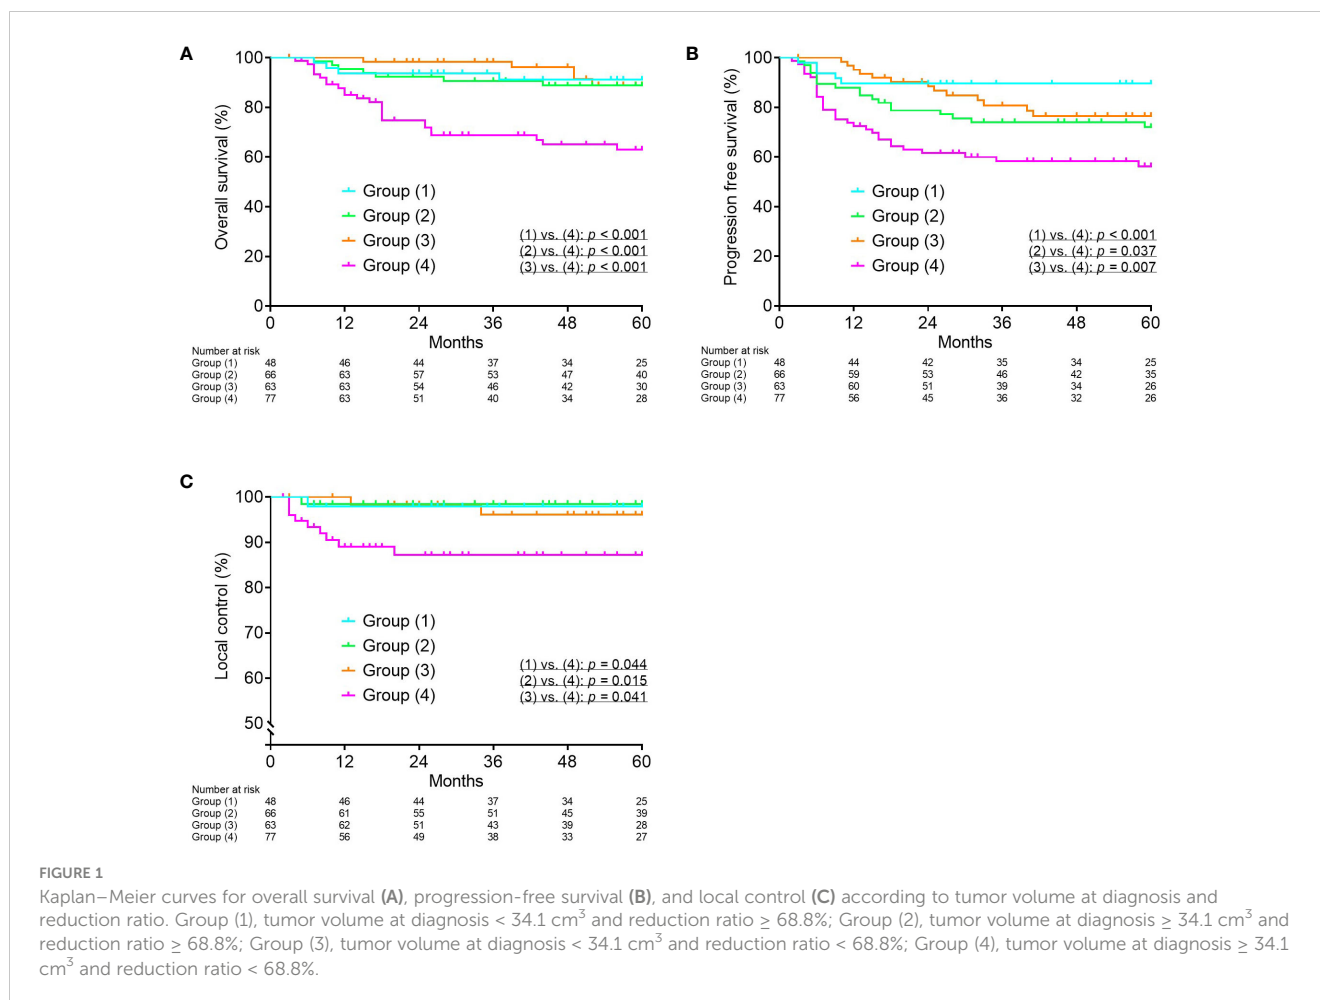 A
100
80
60
40
20
0
Overall survival (%)
Group (1)
Group (2)
Group (3)
Group (4)
(1) vs. (4): p < 0.001
(2) vs. (4): p < 0.001
(3) vs. (4): p < 0.001
0 12 24 36 48 60
Months
Number at risk
Group (1) 48 46 44 37 34 25
Group (2) 66 63 57 53 47 40
Group (3) 63 63 54 46 42 30
Group (4) 77 63 51 40 34 28
B
100
80
60
40
20
0
Progression free survival (%)
Group (1)
Group (2)
Group (3)
Group (4)
(1) vs. (4): p < 0.001
(2) vs. (4): p = 0.037
(3) vs. (4): p = 0.007
0 12 24 36 48 60
Months
Number at risk
Group (1) 48 44 42 35 34 25
Group (2) 66 59 53 46 42 35
Group (3) 63 60 51 39 34 26
Group (4) 77 56 45 36 32 26
C
100
90
80
70
60
50
Local control (%)
Group (1)
Group (2)
Group (3)
Group (4)
(1) vs. (4): p = 0.044
(2) vs. (4): p = 0.015
(3) vs. (4): p = 0.041
0 12 24 36 48 60
Months
Number at risk
Group (1) 48 46 44 37 34 25
Group (2) 66 61 55 51 45 39
Group (3) 63 62 51 43 39 28
Group (4) 77 56 49 38 33 27
FIGURE 1
Kaplan–Meier curves for overall survival (A), progression-free survival (B), and local control (C) according to tumor volume at diagnosis and
reduction ratio. Group (1), tumor volume at diagnosis < 34.1 cm³ and reduction ratio ≥ 68.8%; Group (2), tumor volume at diagnosis ≥ 34.1 cm³ and
reduction ratio ≥ 68.8%; Group (3), tumor volume at diagnosis < 34.1 cm³ and reduction ratio < 68.8%; Group (4), tumor volume at diagnosis ≥ 34.1
cm³ and reduction ratio < 68.8%.